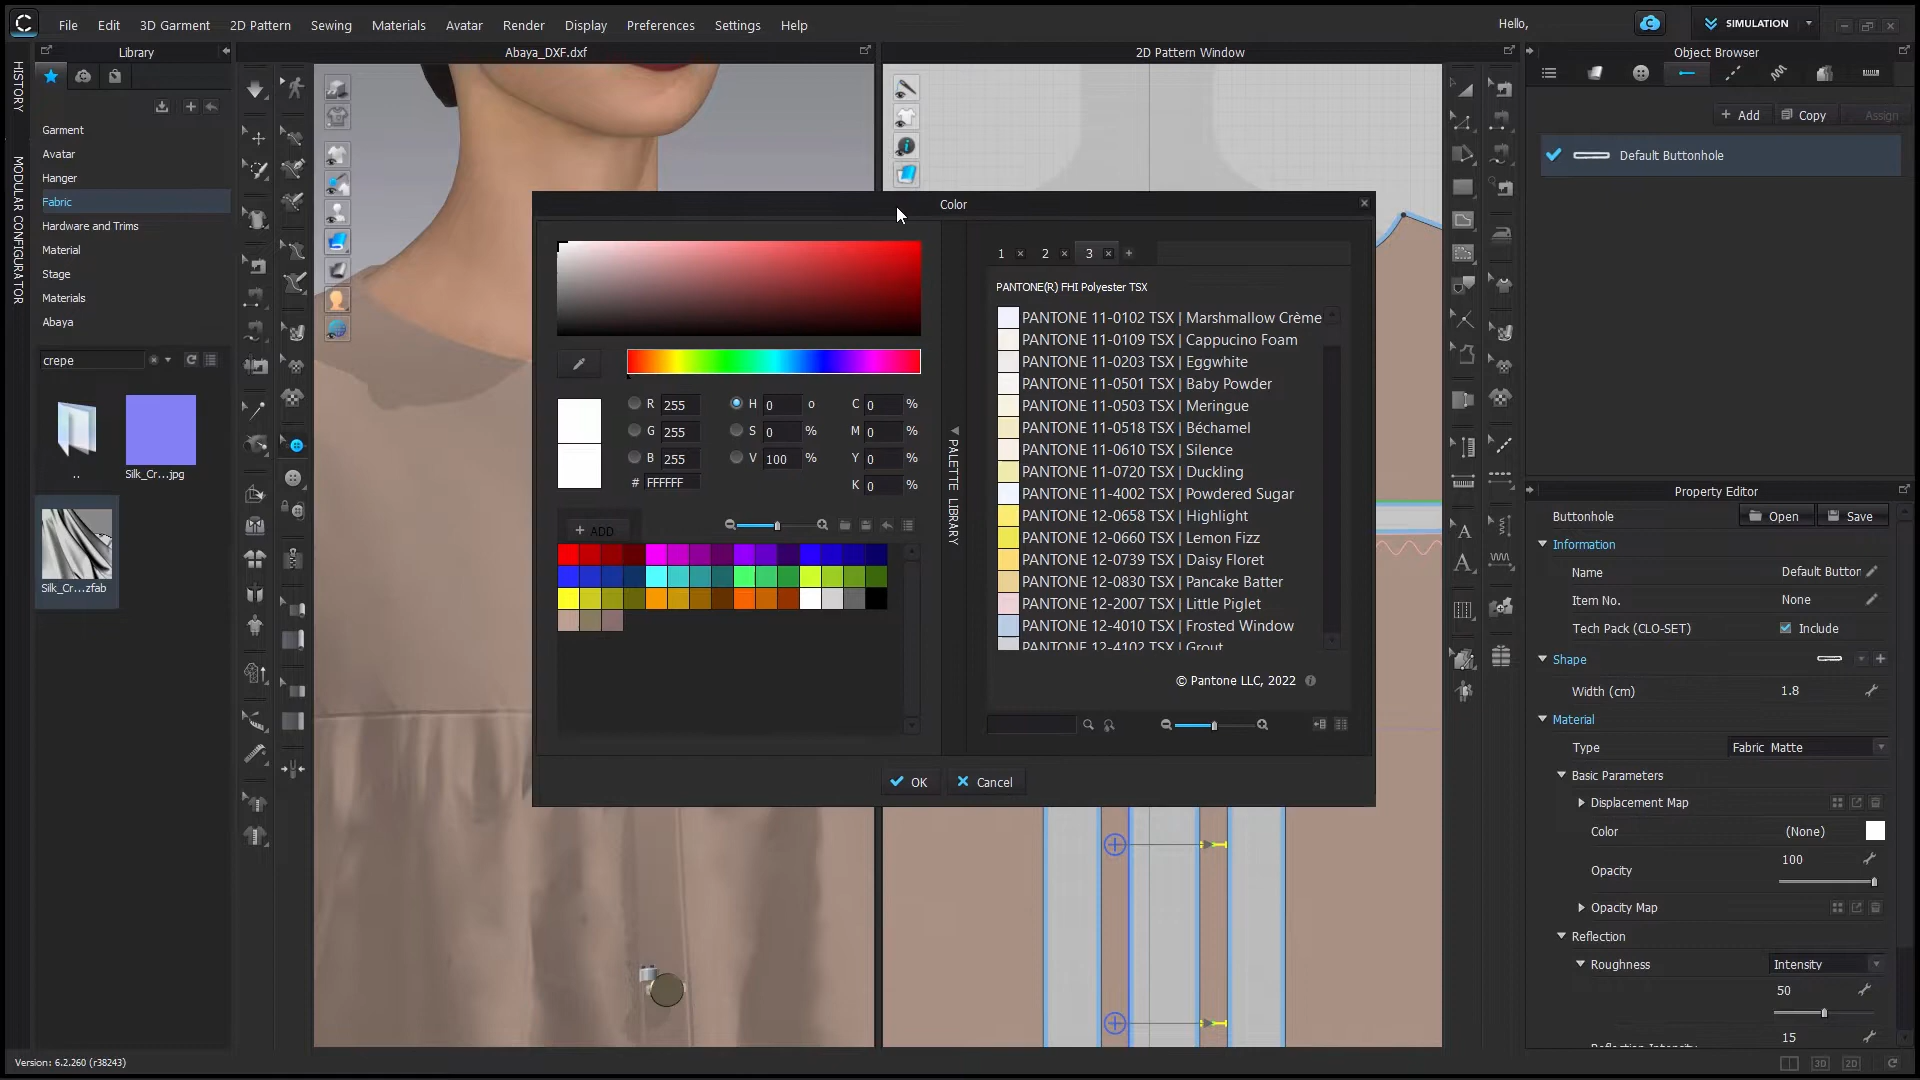 File Edit 3D Garment 2D Pattern Sewing Materials Avatar Render Display Preferences Settings Help
Hello,
SIMULATION
HISTORY
MODULAR CONFIGURATOR
Library
Garment
Avatar
Hanger
Fabric
Hardware and Trims
Material
Stage
Materials
Abaya
crepe
..
Silk_Cr...jpg
Silk_Cr...zfab
Version: 6.2.260 (r38243)
Abaya_DXF.dxf
2D Pattern Window
Color
R 255 H 0 o C 0 %
G 255 S 0 % M 0 %
B 255 V 100 % Y 0 %
# FFFFFF K 0 %
+ ADD
PALETTE LIBRARY
1 × 2 × 3 × +
PANTONE(R) FHI Polyester TSX
PANTONE 11-0102 TSX | Marshmallow Crème
PANTONE 11-0109 TSX | Cappucino Foam
PANTONE 11-0203 TSX | Eggwhite
PANTONE 11-0501 TSX | Baby Powder
PANTONE 11-0503 TSX | Meringue
PANTONE 11-0518 TSX | Béchamel
PANTONE 11-0610 TSX | Silence
PANTONE 11-0720 TSX | Duckling
PANTONE 11-4002 TSX | Powdered Sugar
PANTONE 12-0658 TSX | Highlight
PANTONE 12-0660 TSX | Lemon Fizz
PANTONE 12-0739 TSX | Daisy Floret
PANTONE 12-0830 TSX | Pancake Batter
PANTONE 12-2007 TSX | Little Piglet
PANTONE 12-4010 TSX | Frosted Window
PANTONE 12-4102 TSX | Grout
© Pantone LLC, 2022
OK Cancel
Object Browser
+ Add Copy Assign
Default Buttonhole
Property Editor
Buttonhole Open Save
Information
Name Default Buttor
Item No. None
Tech Pack (CLO-SET) Include
Shape
Width (cm) 1.8
Material
Type Fabric Matte
Basic Parameters
Displacement Map
Color (None)
Opacity 100
Opacity Map
Reflection
Roughness Intensity
50
Reflection Intensity 15
3D 2D